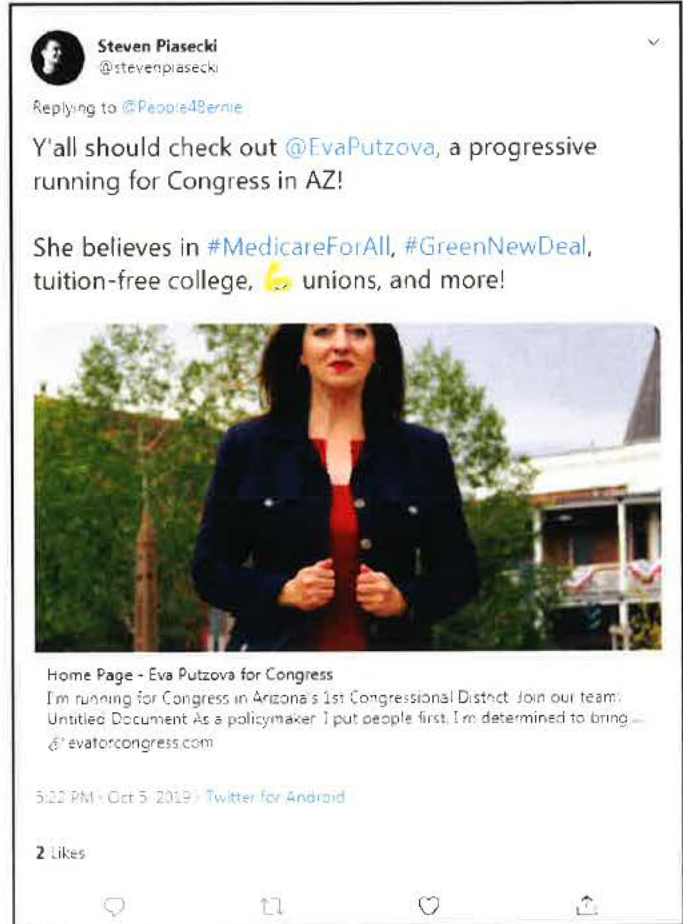 Steven Piasecki
@stevenpiasecki
Replying to @People4Bernie
Y'all should check out @EvaPutzova, a progressive
running for Congress in AZ!
She believes in #MedicareForAll, #GreenNewDeal,
tuition-free college, 💪 unions, and more!
Home Page - Eva Putzova for Congress
I'm running for Congress in Arizona's 1st Congressional District. Join our team.
Untitled Document As a policymaker I put people first. I'm determined to bring ...
evaforcongress.com
5:22 PM · Oct 5, 2019 · Twitter for Android
2 Likes